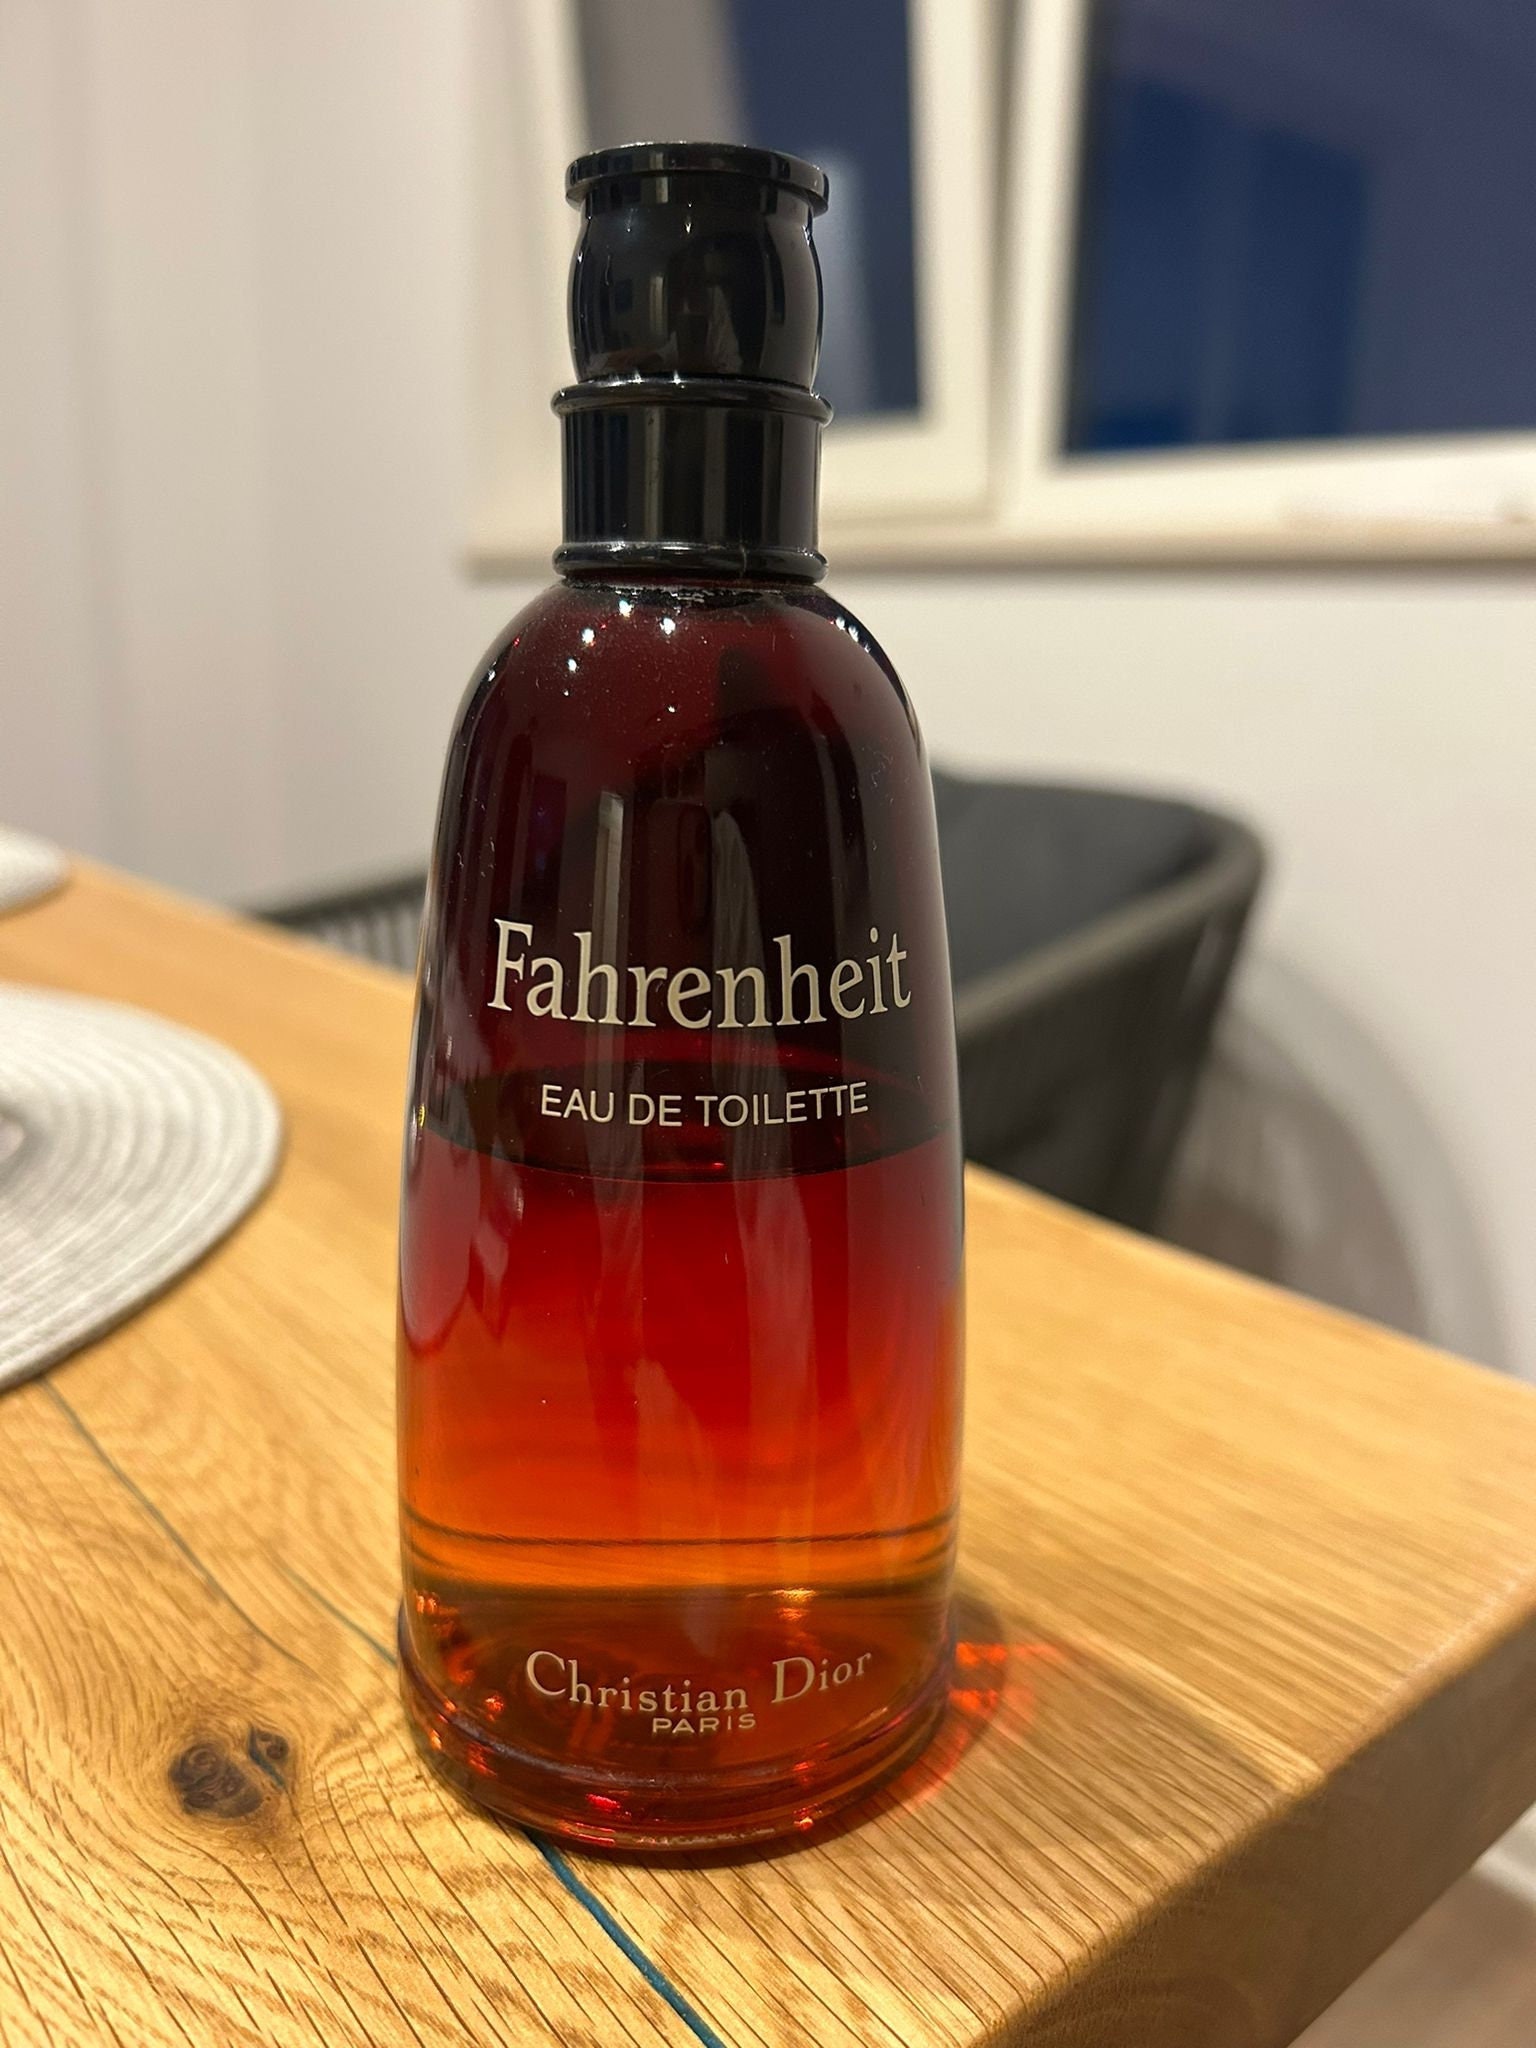 Fahrenheit
EAU DE TOILETTE
Christian Dior
PARIS